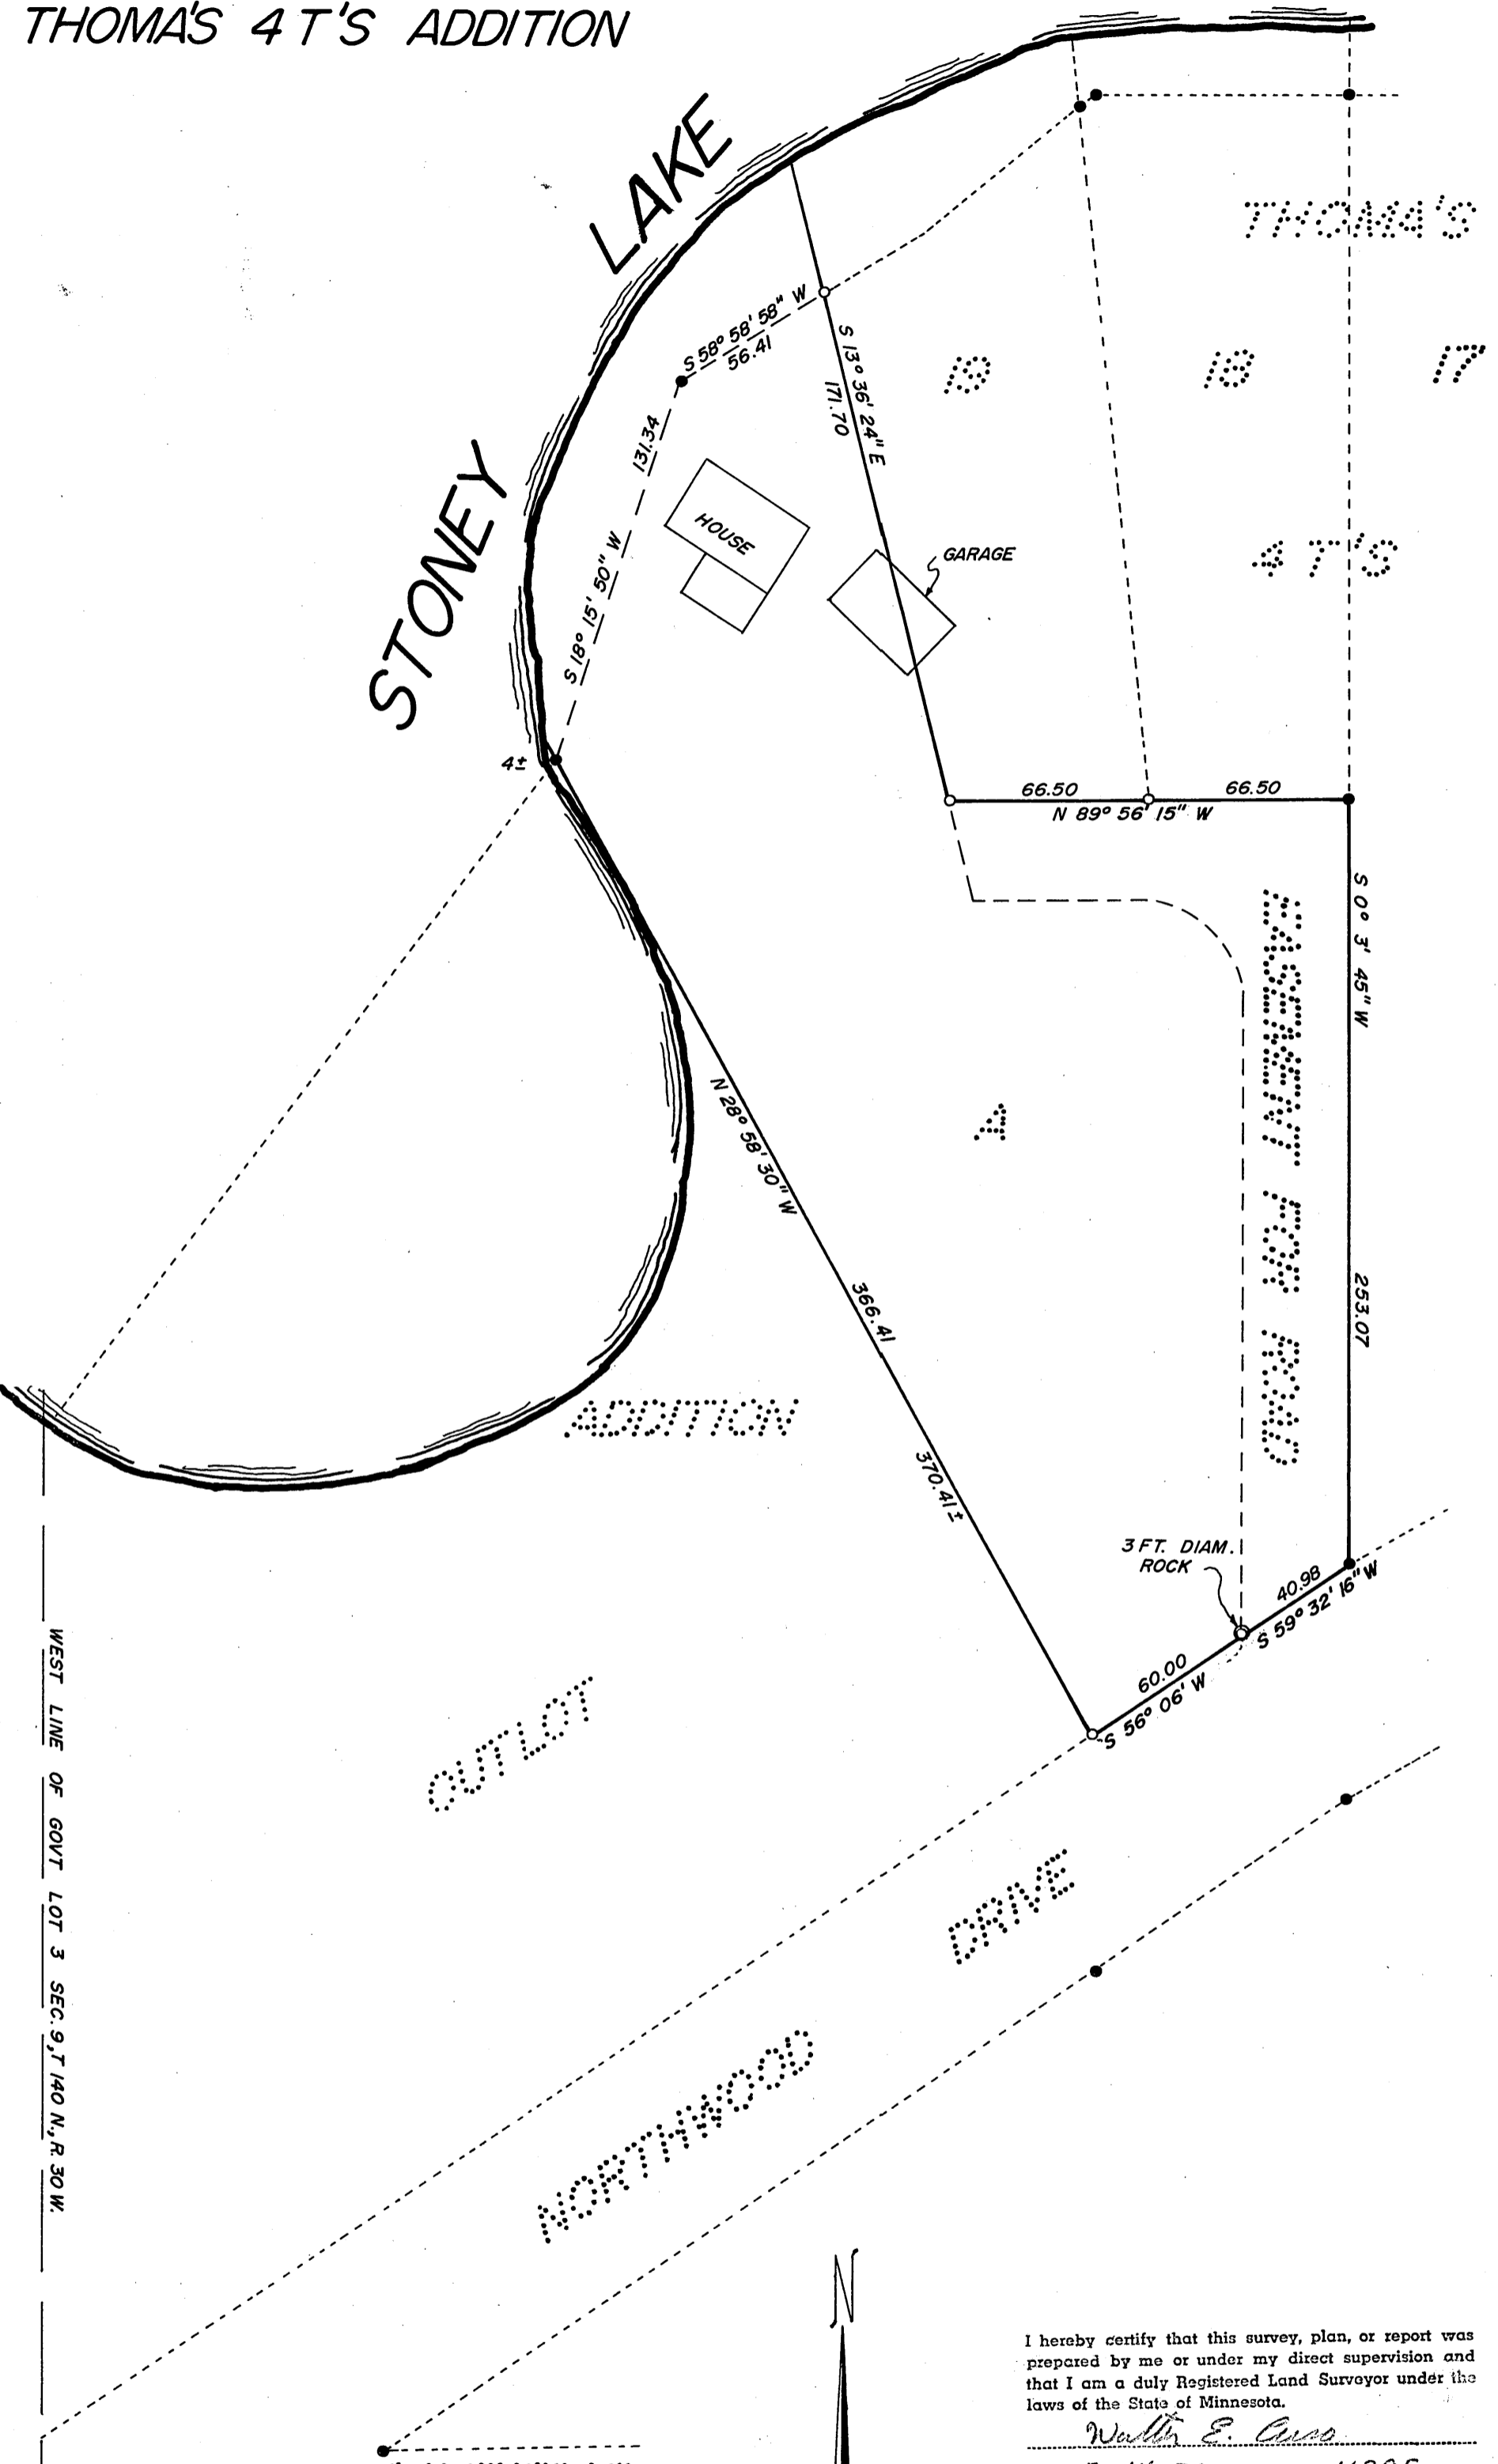 THOMA'S 4 T'S ADDITION
LAKE
STONEY
THOMA'S
S 58° 58' 58" W
56.41
S 13° 36' 24" E
171.70
19
18
17
131.34
S 18° 15' 50" W
HOUSE
GARAGE
4 T'S
4±
66.50
66.50
N 89° 56' 15" W
S 0° 3' 45" W
253.07
EASEMENT FOR ROAD
A
N 28° 58' 30" W
366.41
370.41±
ADDITION
3 FT. DIAM.
ROCK
40.98
S 59° 32' 16" W
60.00
S 56° 06' W
OUTLOT
WEST LINE OF GOVT LOT 3 SEC. 9, T 140 N., R. 30 W.
NORTHWOOD DRIVE
N
I hereby certify that this survey, plan, or report was
prepared by me or under my direct supervision and
that I am a duly Registered Land Surveyor under the
laws of the State of Minnesota.
Walter E.